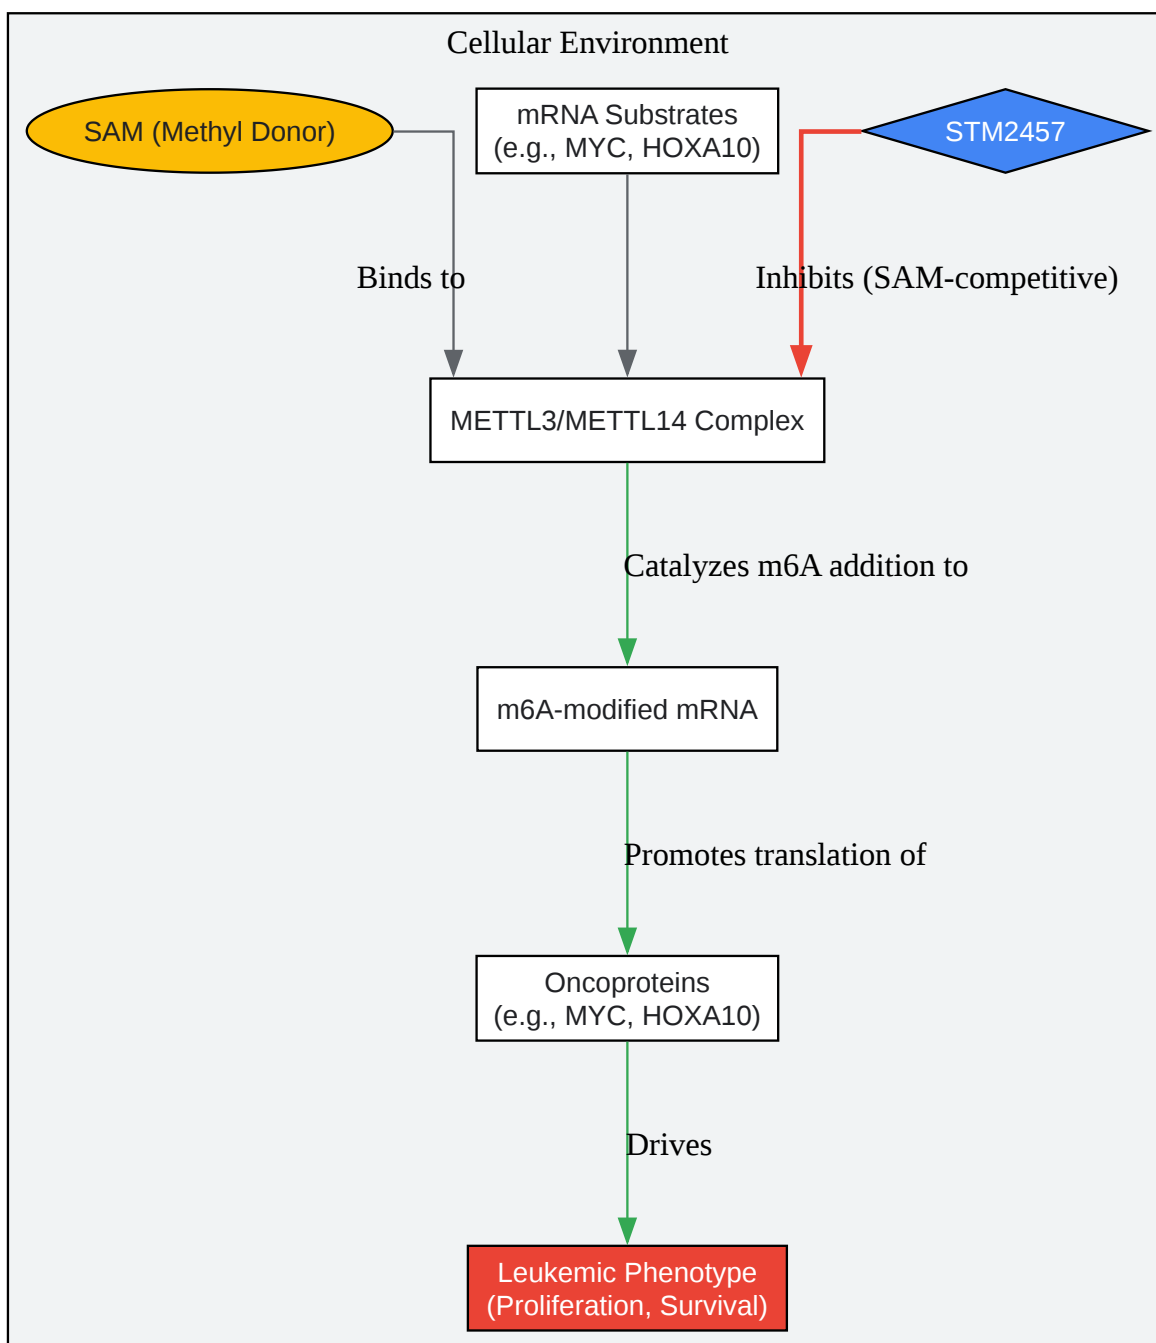 Cellular Environment
SAM (Methyl Donor)
mRNA Substrates
(e.g., MYC, HOXA10)
STM2457
Binds to
Inhibits (SAM-competitive)
METTL3/METTL14 Complex
Catalyzes m6A addition to
m6A-modified mRNA
Promotes translation of
Oncoproteins
(e.g., MYC, HOXA10)
Drives
Leukemic Phenotype
(Proliferation, Survival)